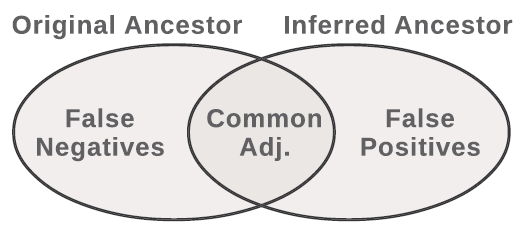 Original Ancestor
Inferred Ancestor
False
Negatives
Common
Adj.
False
Positives